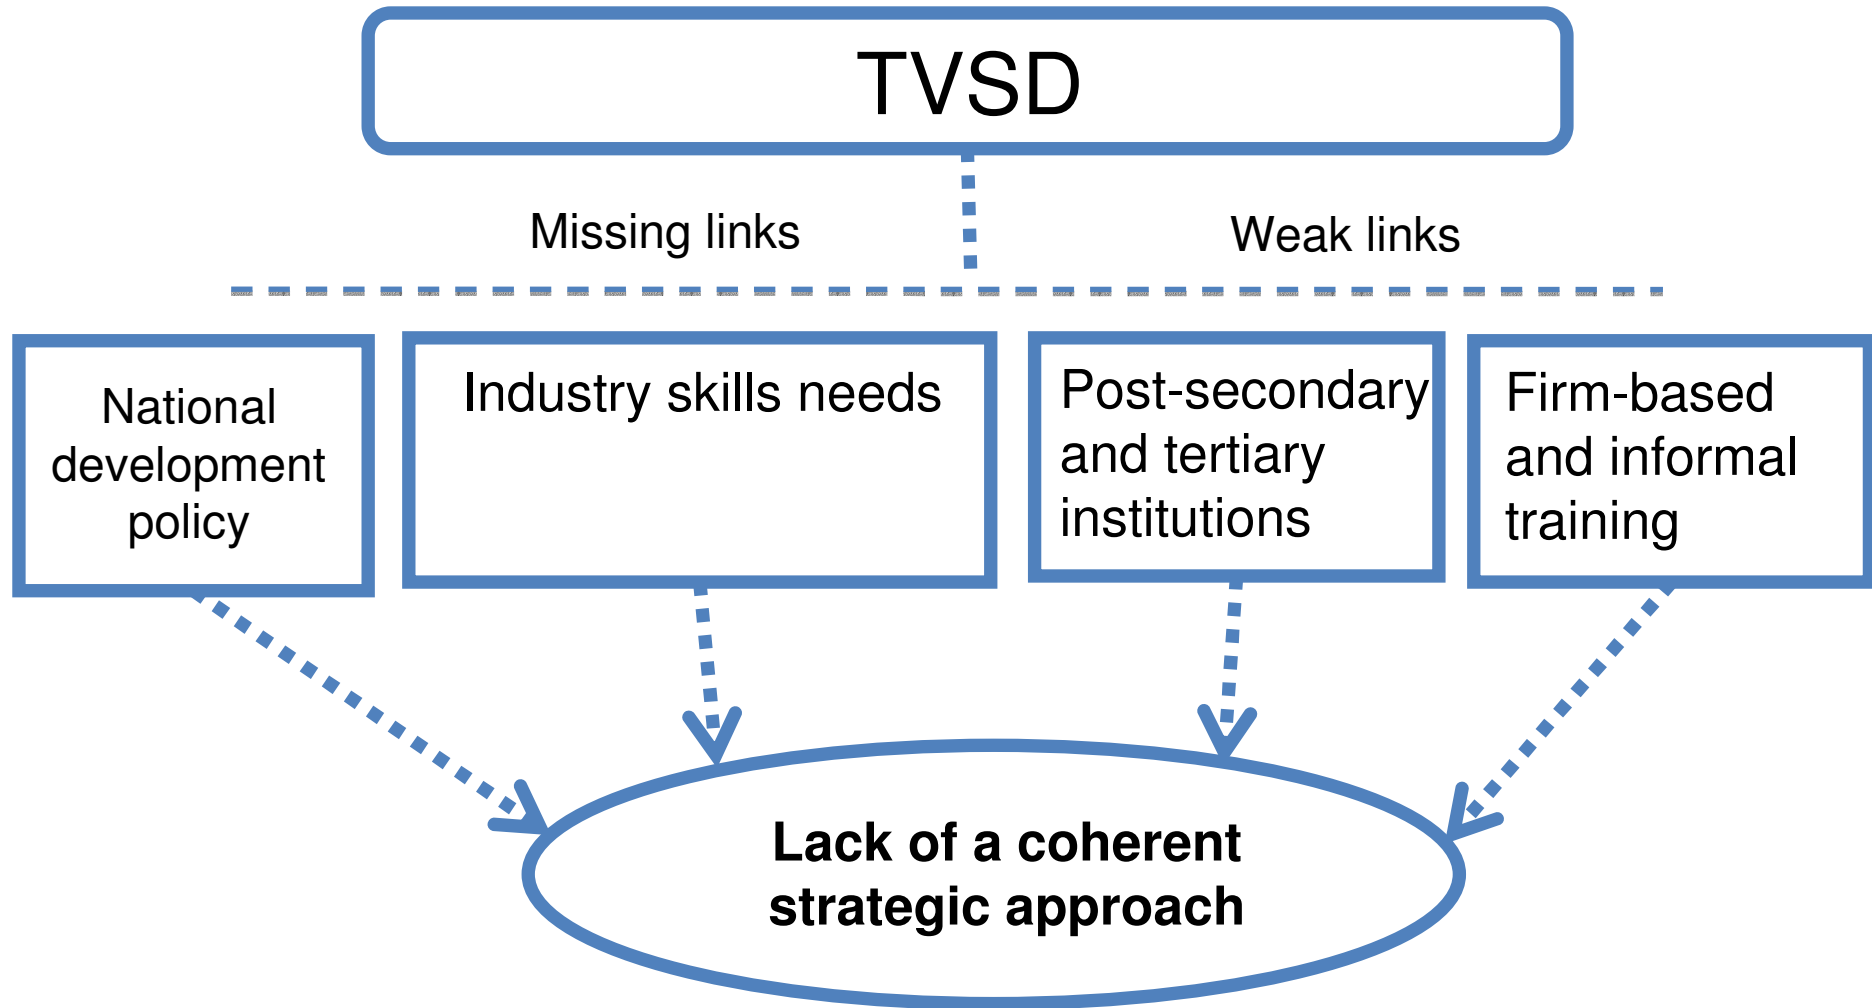 TVSD
Missing links
Weak links
National
development
policy
Industry skills needs
Post-secondary
and tertiary
institutions
Firm-based
and informal
training
Lack of a coherent
strategic approach